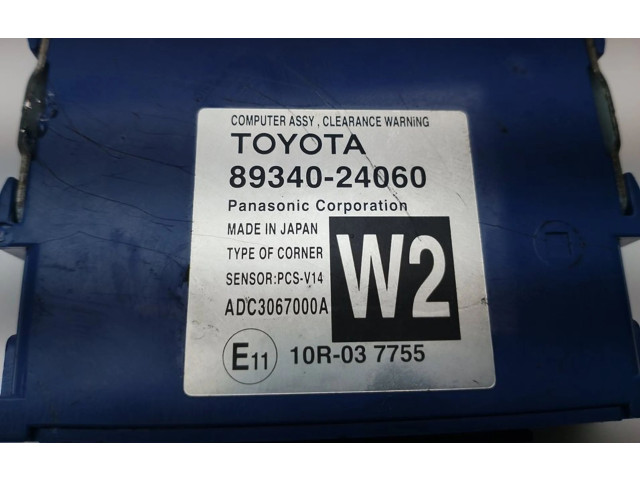 COMPUTER ASSY , CLEARANCE WARNiNG
TOYOTA
89340-24060
Panasonic Corporation
MADE IN JAPAN
TYPE OF CORNER
SENSOR:PCS-V14
ADC3067000A
W2
E11 10R-03 7755